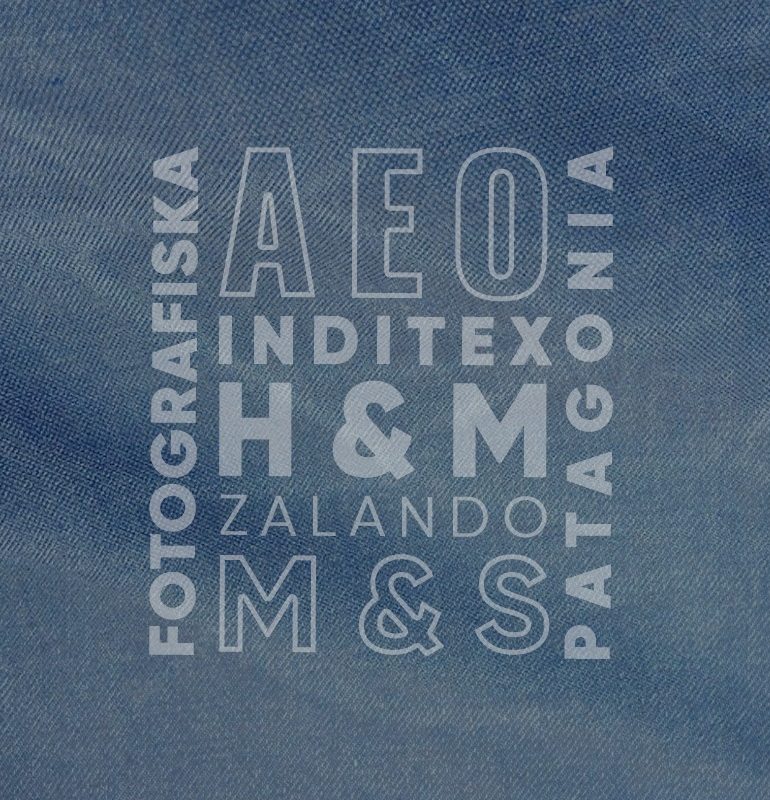 FOTOGRAFISKA
AEO
INDITEX
H&M
ZALANDO
M&S
PATAGONIA